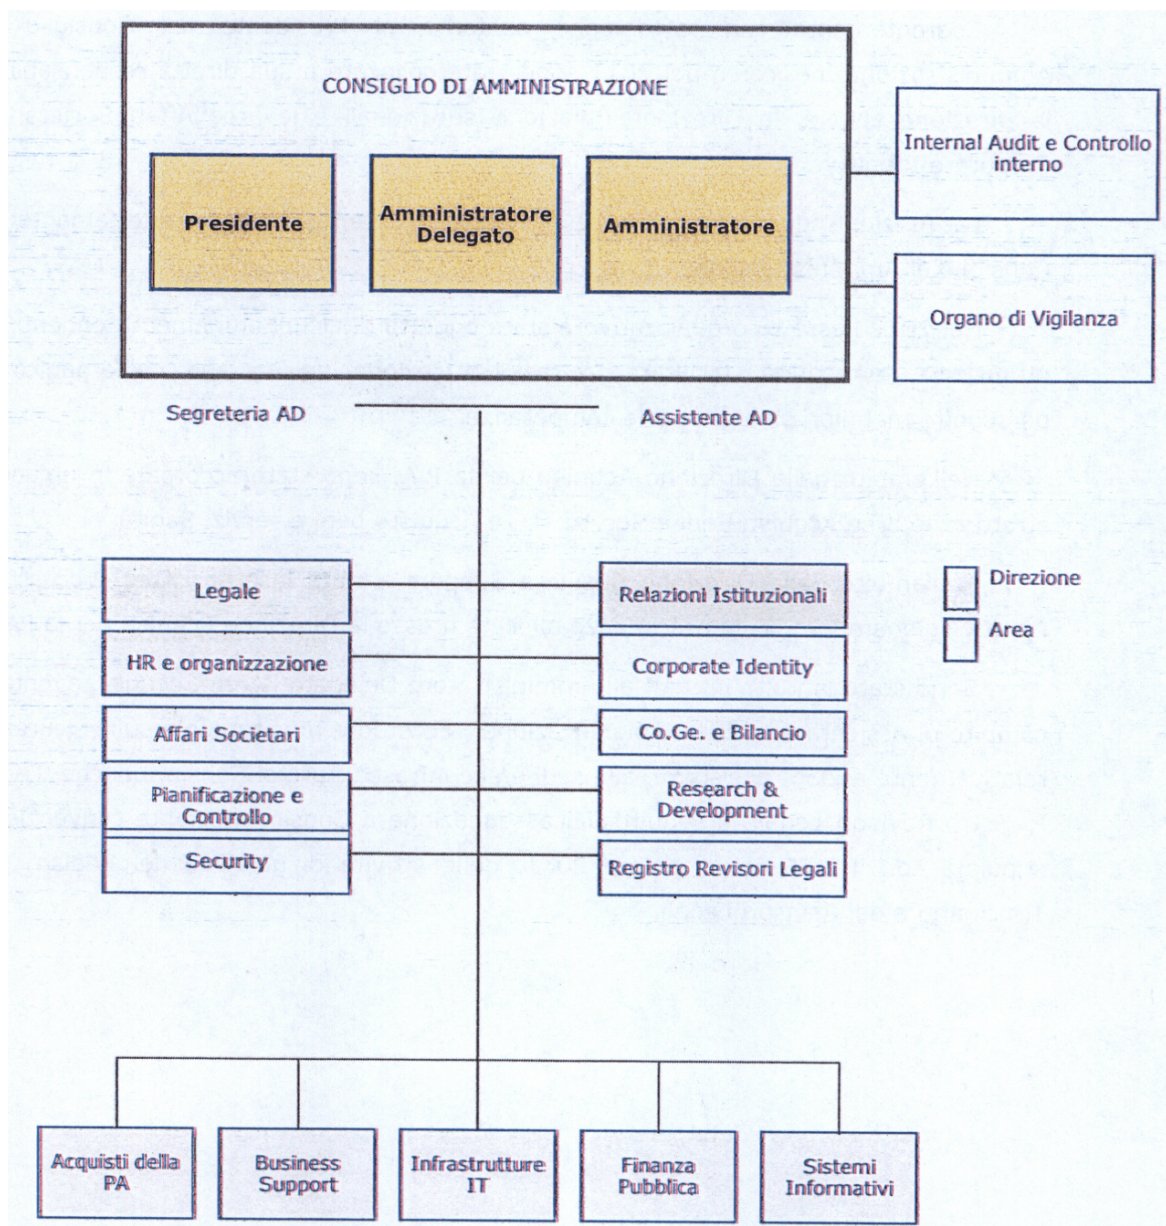 CONSIGLIO DI AMMINISTRAZIONE
Presidente
Amministratore
Delegato
Amministratore
Internal Audit e Controllo
interno
Organo di Vigilanza
Segreteria AD
Assistente AD
Legale
Relazioni Istituzionali
HR e organizzazione
Corporate Identity
Affari Societari
Co.Ge. e Bilancio
Pianificazione e
Controllo
Research &
Development
Security
Registro Revisori Legali
Direzione
Area
Acquisti della
PA
Business
Support
Infrastrutture
IT
Finanza
Pubblica
Sistemi
Informativi